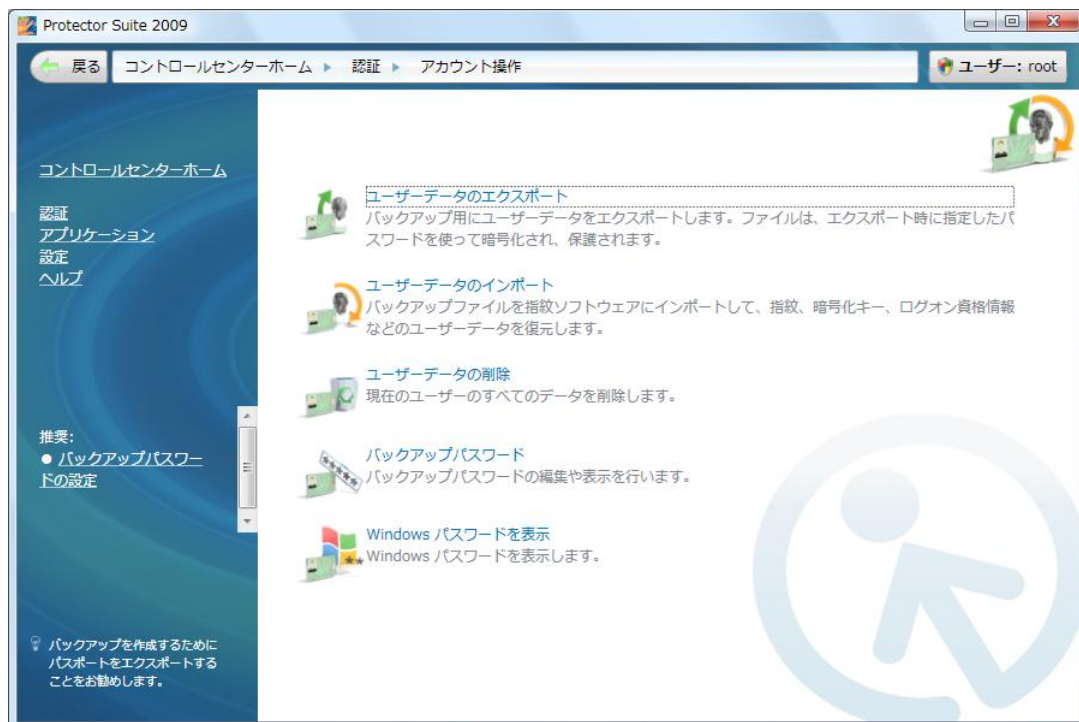 Protector Suite 2009
戻る コントロールセンターホーム 認証 アカウント操作 ユーザー: root
コントロールセンターホーム
認証
アプリケーション
設定
ヘルプ
推奨:
バックアップパスワー
ドの設定
バックアップを作成するために
パスポートをエクスポートする
ことをお勧めします。
ユーザーデータのエクスポート
バックアップ用にユーザーデータをエクスポートします。ファイルは、エクスポート時に指定したパ
スワードを使って暗号化され、保護されます。
ユーザーデータのインポート
バックアップファイルを指紋ソフトウェアにインポートして、指紋、暗号化キー、ログオン資格情報
などのユーザーデータを復元します。
ユーザーデータの削除
現在のユーザーのすべてのデータを削除します。
バックアップパスワード
バックアップパスワードの編集や表示を行います。
Windows パスワードを表示
Windows パスワードを表示します。